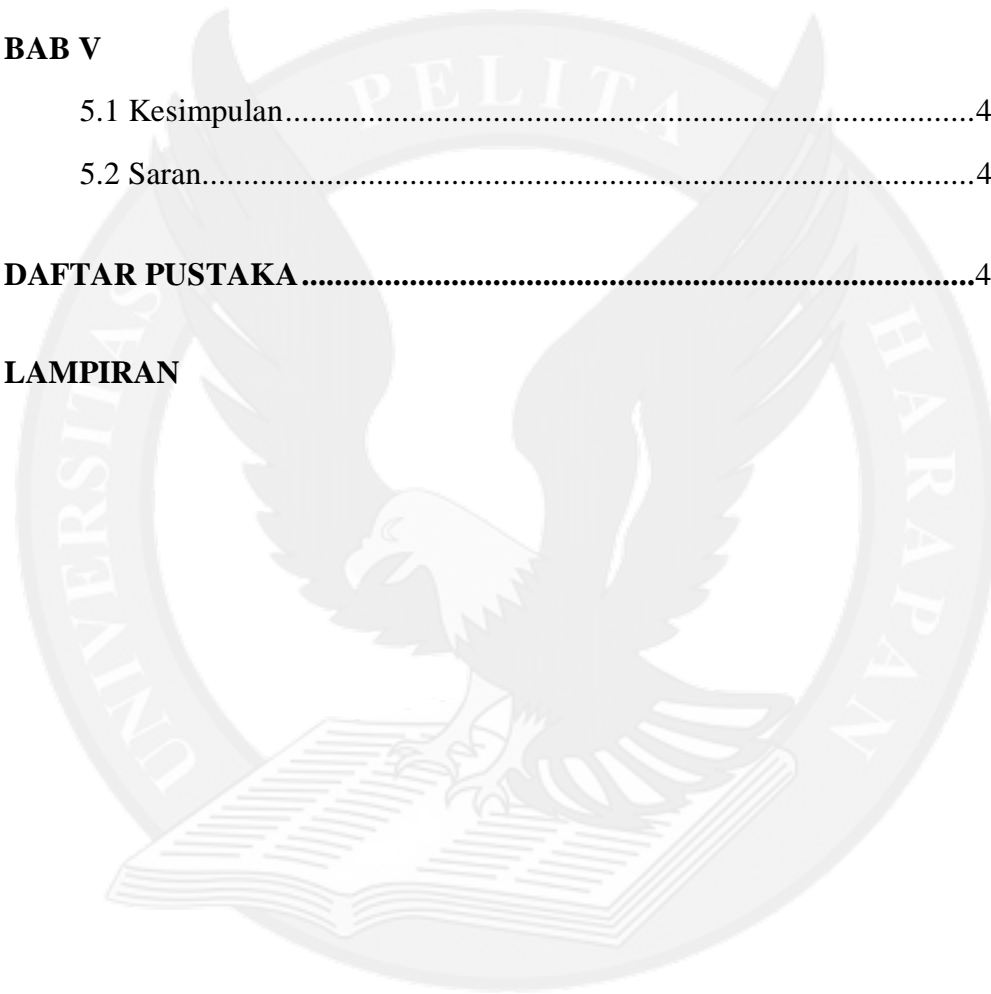 BAB V
5.1 Kesimpulan....................................................................................4
5.2 Saran..............................................................................................4
DAFTAR PUSTAKA..................................................................................4
LAMPIRAN
UNIVERSITAS PELITA HARAPAN